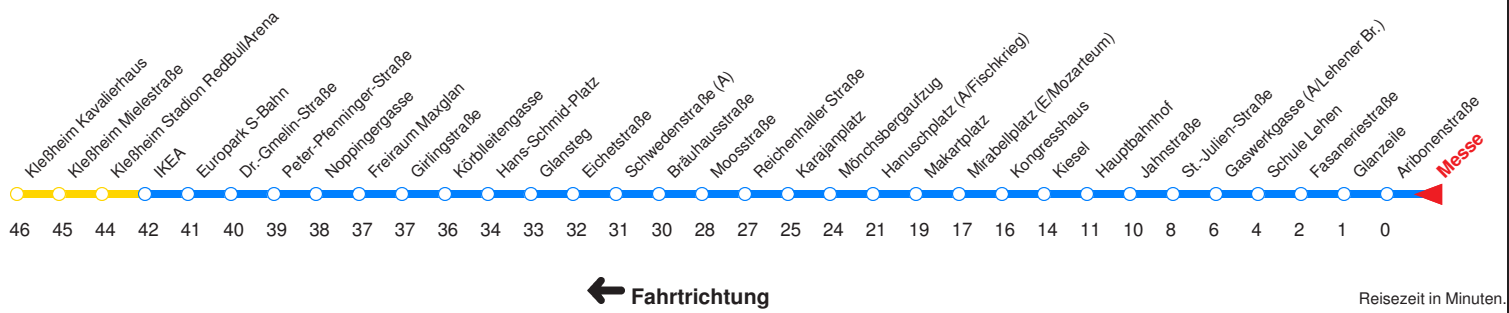 Kleßheim Kavalierhaus
Kleßheim Mielestraße
Kleßheim Stadion RedBullArena
IKEA
Europark S-Bahn
Dr.-Gmelin-Straße
Peter-Pfenninger-Straße
Noppingergasse
Freiraum Maxglan
Girlingstraße
Körblleitengasse
Hans-Schmid-Platz
Glansteg
Eichetstraße
Schwedenstraße (A)
Bräuhausstraße
Moosstraße
Reichenhaller Straße
Karajanplatz
Mönchsbergaufzug
Hanuschplatz (A/Fischkrieg)
Makartplatz
Mirabellplatz (E/Mozarteum)
Kongresshaus
Kiesel
Hauptbahnhof
Jahnstraße
St.-Julien-Straße
Gaswerkgasse (A/Lehener Br.)
Schule Lehen
Fasaneriestraße
Glanzeile
Aribonenstraße
Messe
46 45 44 42 41 40 39 38 37 37 36 34 33 32 31 30 28 27 25 24 21 19 17 16 14 11 10 8 6 4 2 1 0
Fahrtrichtung
Reisezeit in Minuten.